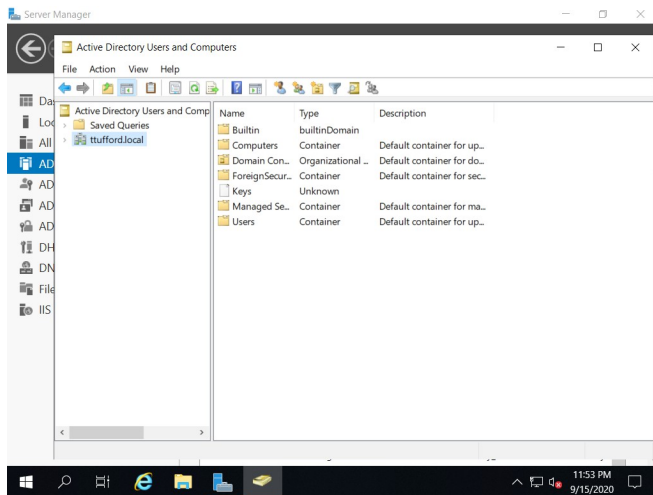 Server Manager
Active Directory Users and Computers
File Action View Help
Active Directory Users and Comp
Saved Queries
ttufford.local
Name Type Description
Builtin builtinDomain
Computers Container Default container for up...
Domain Con... Organizational ... Default container for do...
ForeignSecur... Container Default container for sec...
Keys Unknown
Managed Se... Container Default container for ma...
Users Container Default container for up...
Da
Loc
All
AD
AD
AD
AD
DH
DN
File
IIS
11:53 PM
9/15/2020